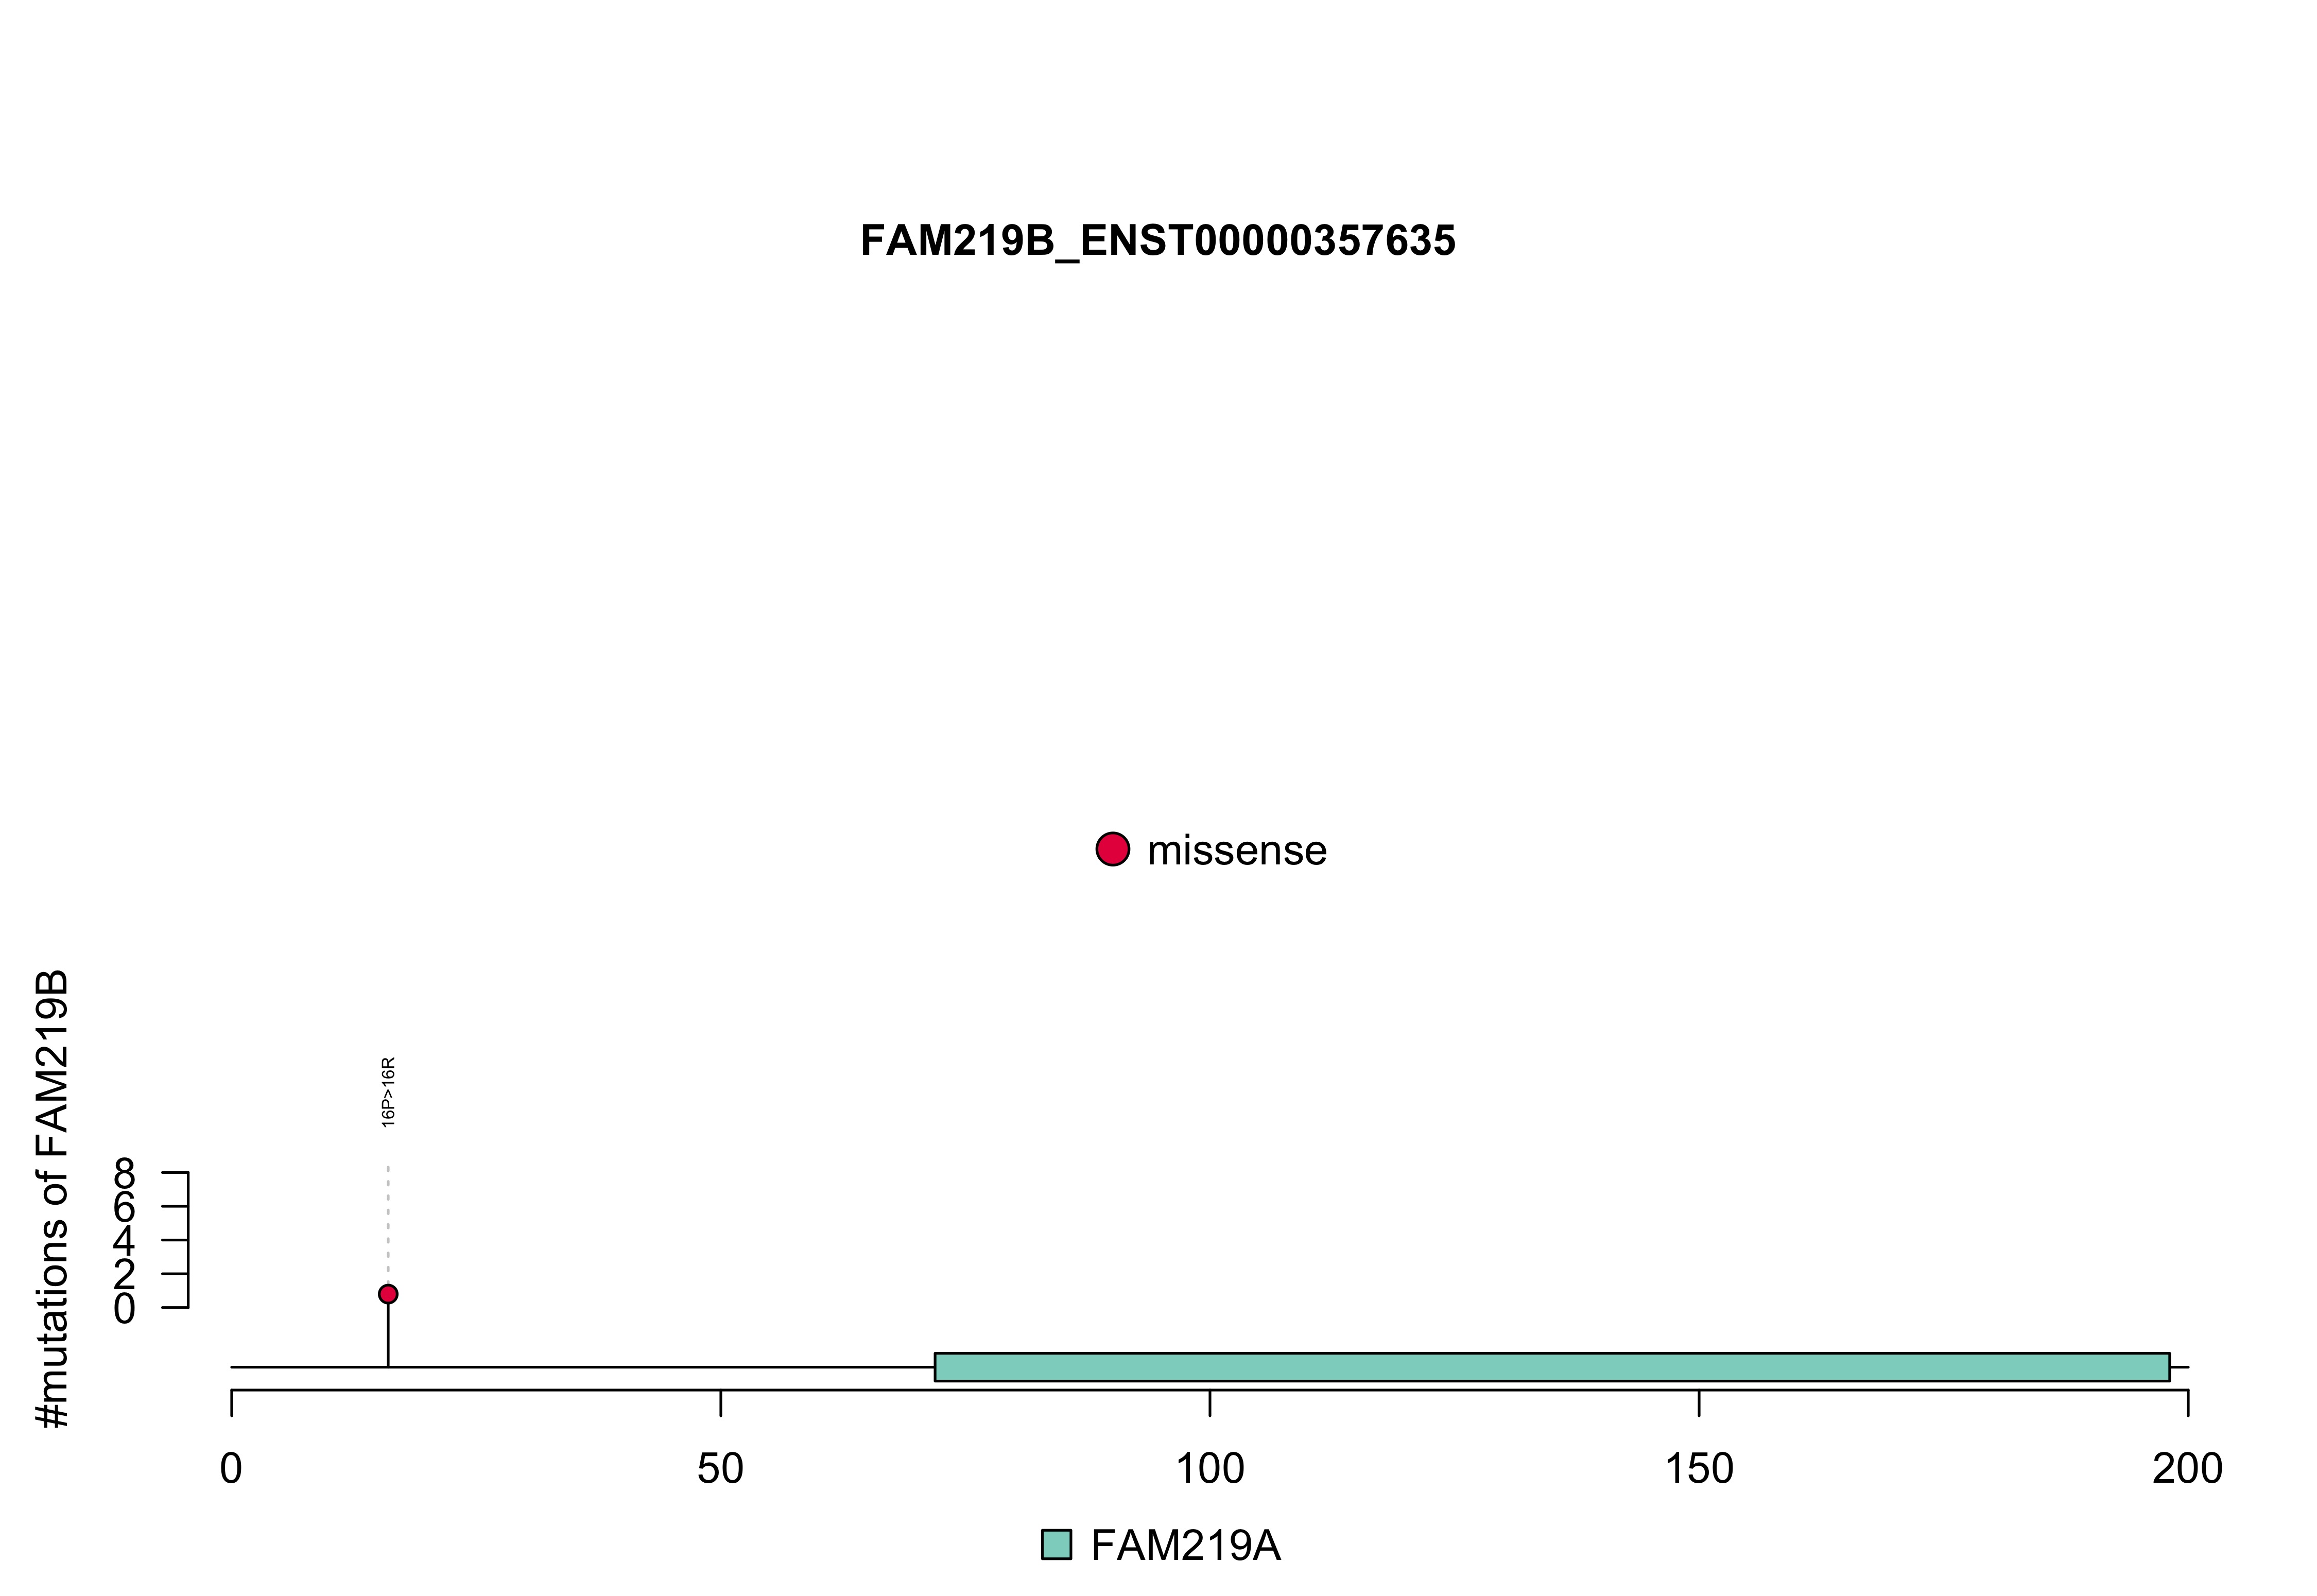 FAM219B_ENST00000357635
missense
#mutations of FAM219B
16P>16R
8
6
4
2
0
0 50 100 150 200
FAM219A